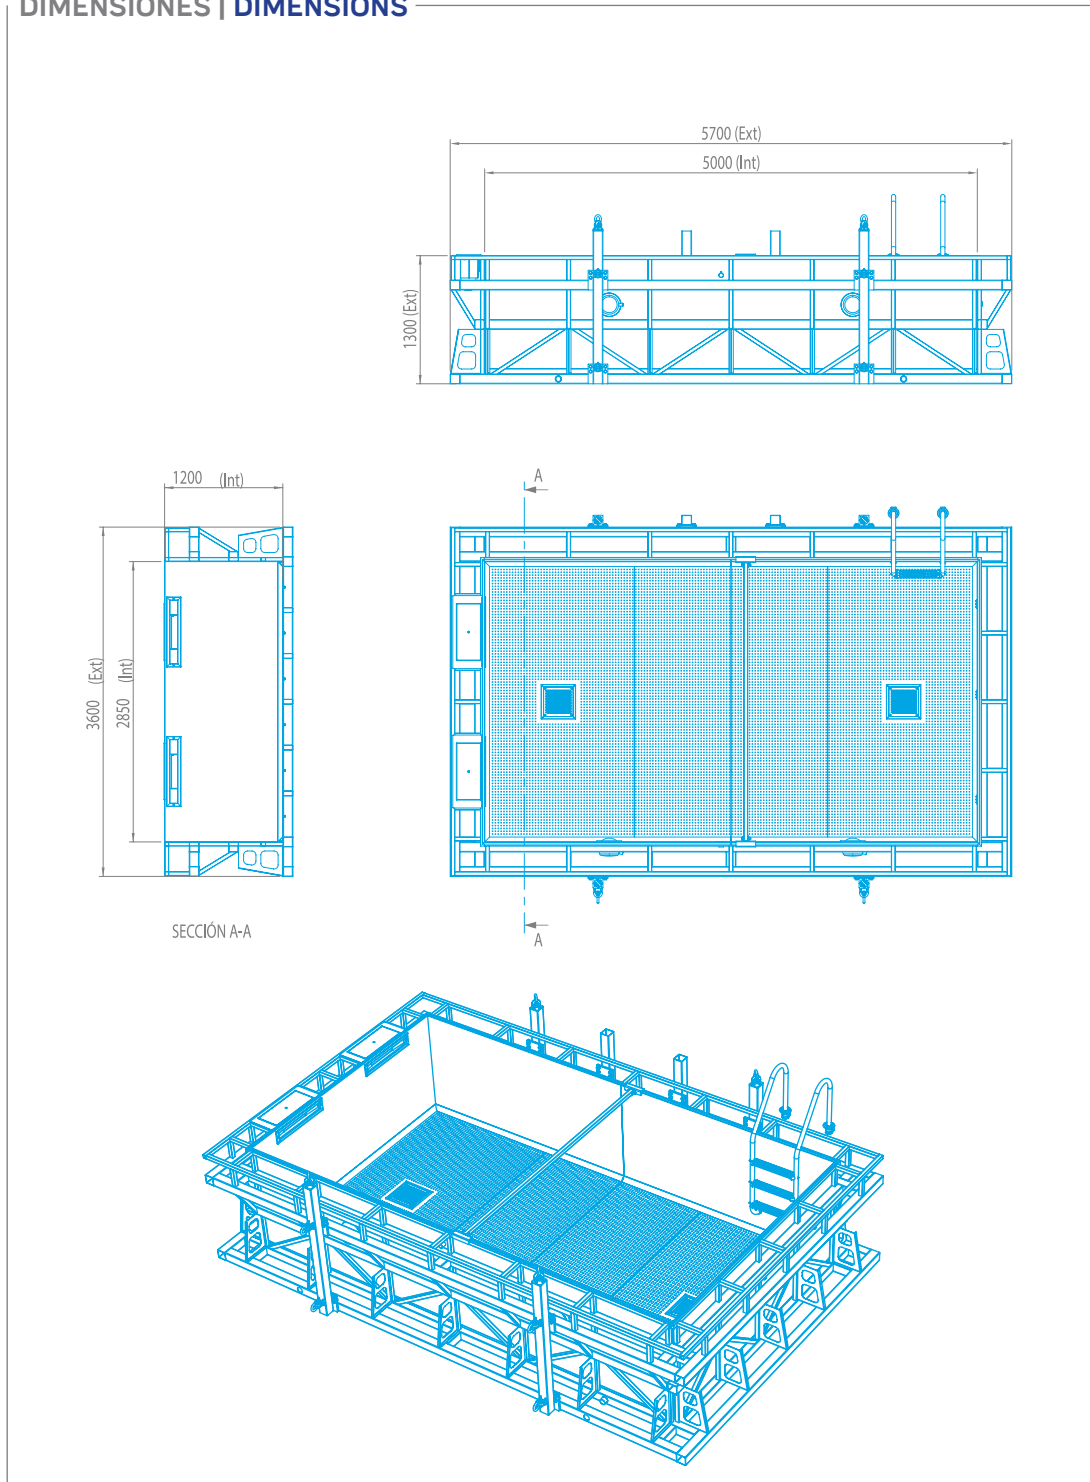 DIMENSIONES | DIMENSIONS
5700 (Ext)
5000 (Int)
1300 (Ext)
1200 (Int)
A
3600 (Ext)
2850 (Int)
SECCIÓN A-A
A